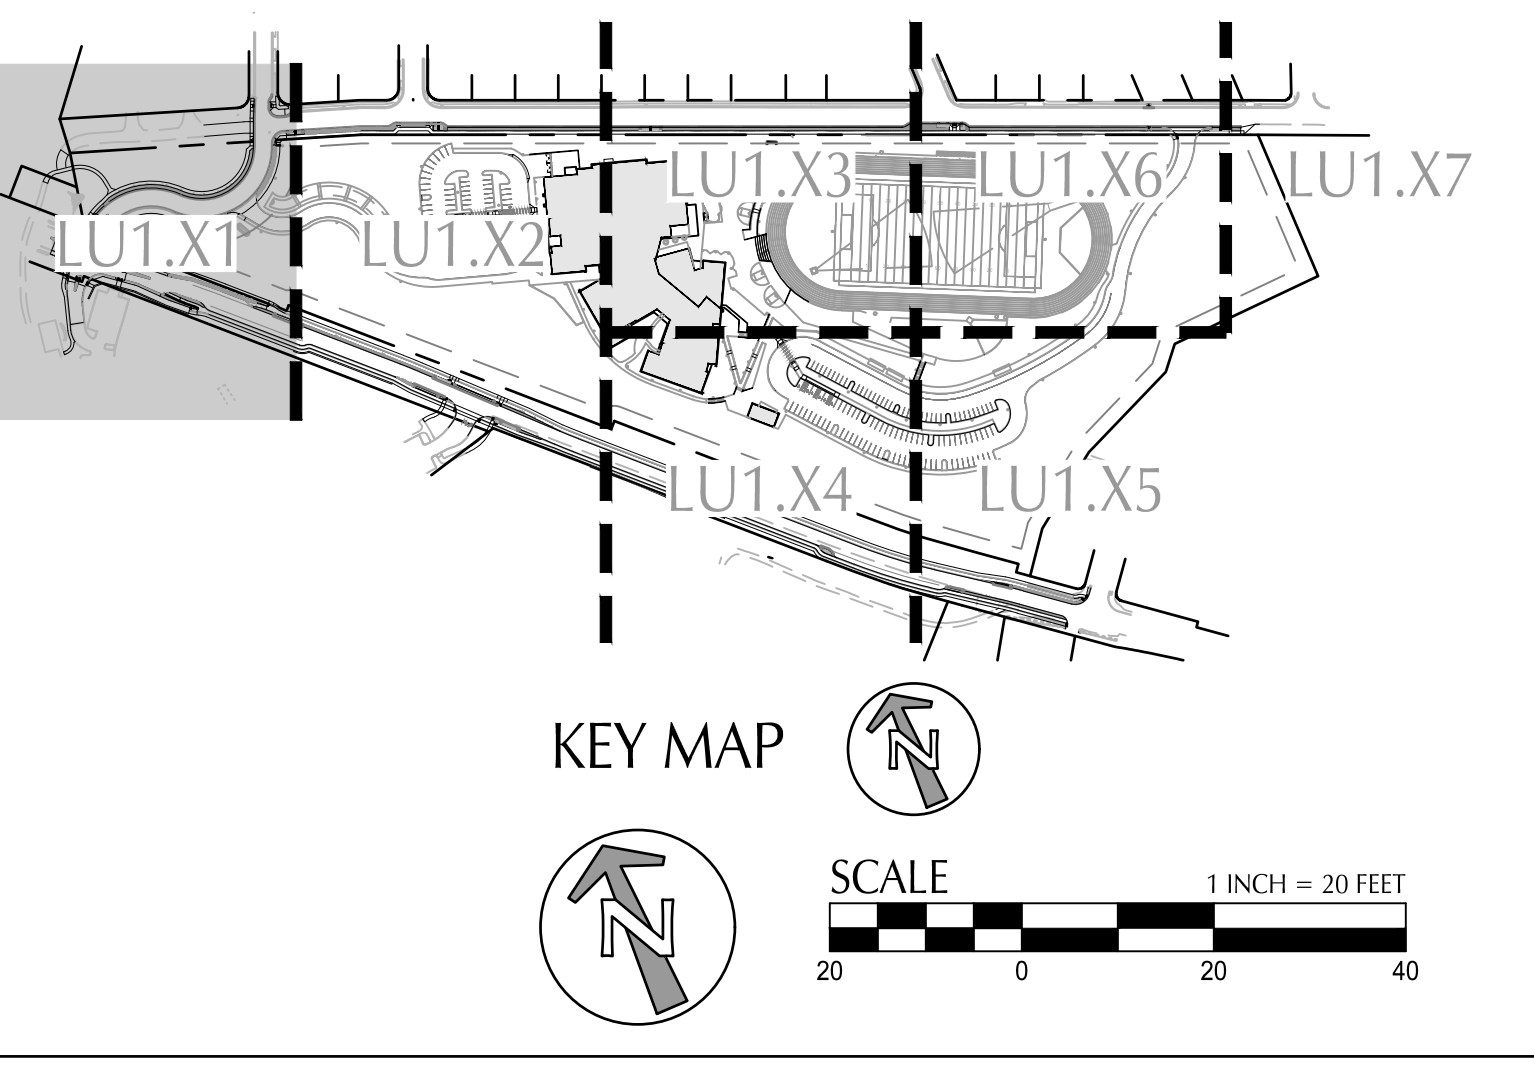 LU1.X3
LU1.X6
LU1.X7
LU1.X1
LU1.X2
LU1.X4
LU1.X5
KEY MAP
N
N
SCALE
1 INCH = 20 FEET
20 0 20 40